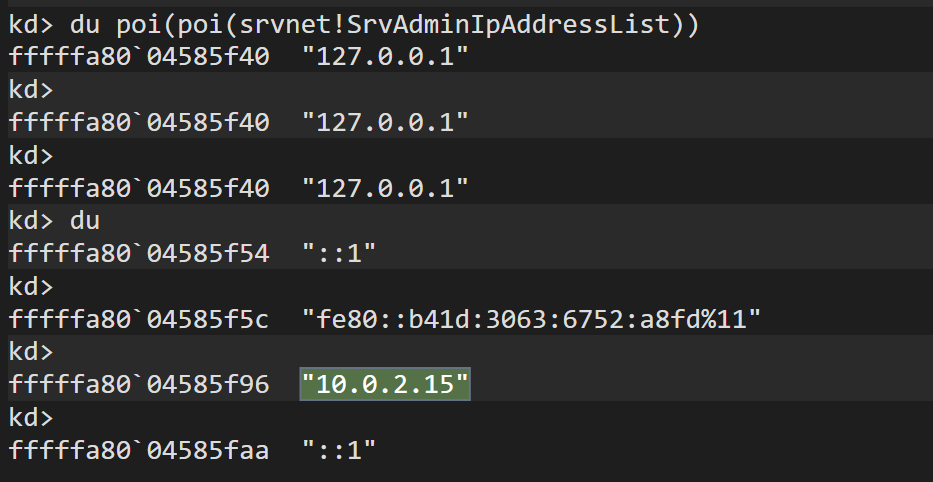 kd> du poi(poi(srvnet!SrvAdminIpAddressList))
fffffa80`04585f40  "127.0.0.1"
kd>
fffffa80`04585f40  "127.0.0.1"
kd>
fffffa80`04585f40  "127.0.0.1"
kd> du
fffffa80`04585f54  "::1"
kd>
fffffa80`04585f5c  "fe80::b41d:3063:6752:a8fd%11"
kd>
fffffa80`04585f96  "10.0.2.15"
kd>
fffffa80`04585faa  "::1"